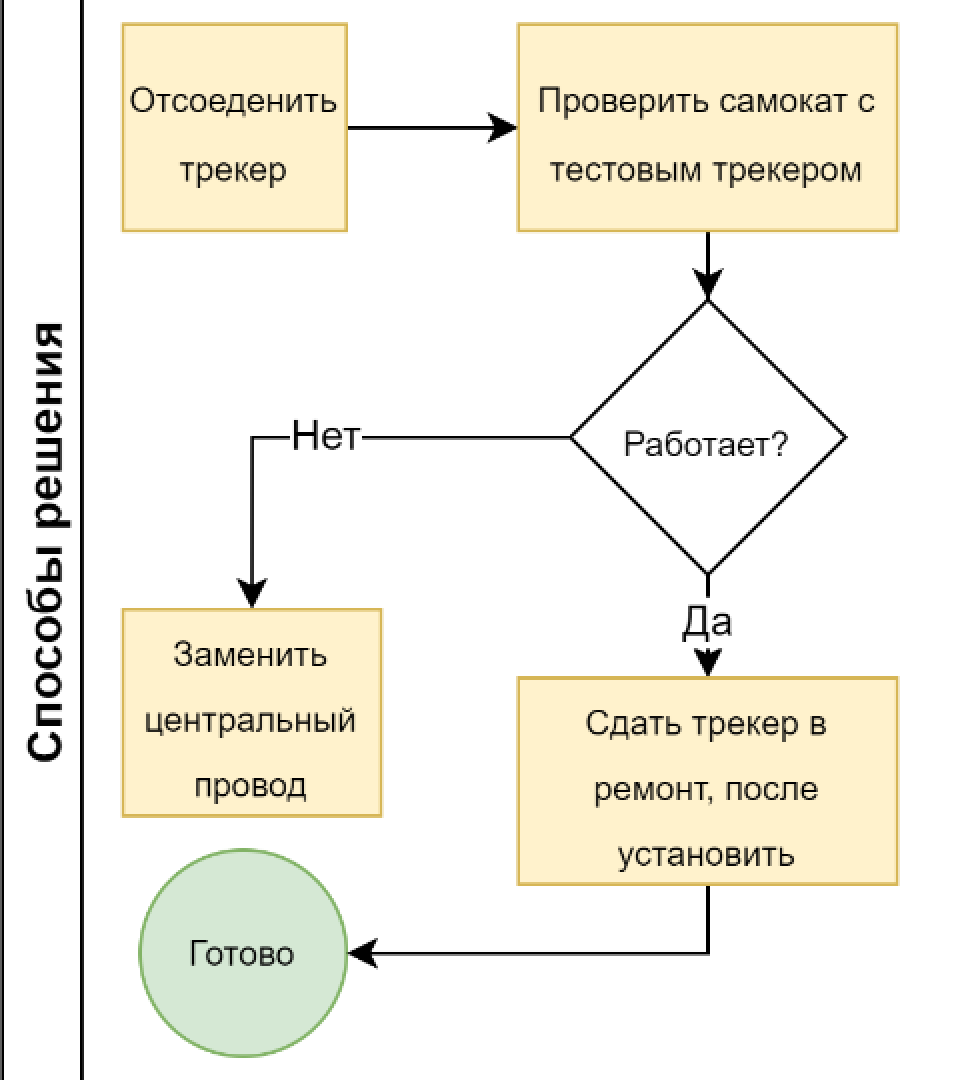 Способы решения
Отсоеденить
трекер
Проверить самокат с
тестовым трекером
Работает?
Нет
Да
Заменить
центральный
провод
Сдать трекер в
ремонт, после
установить
Готово